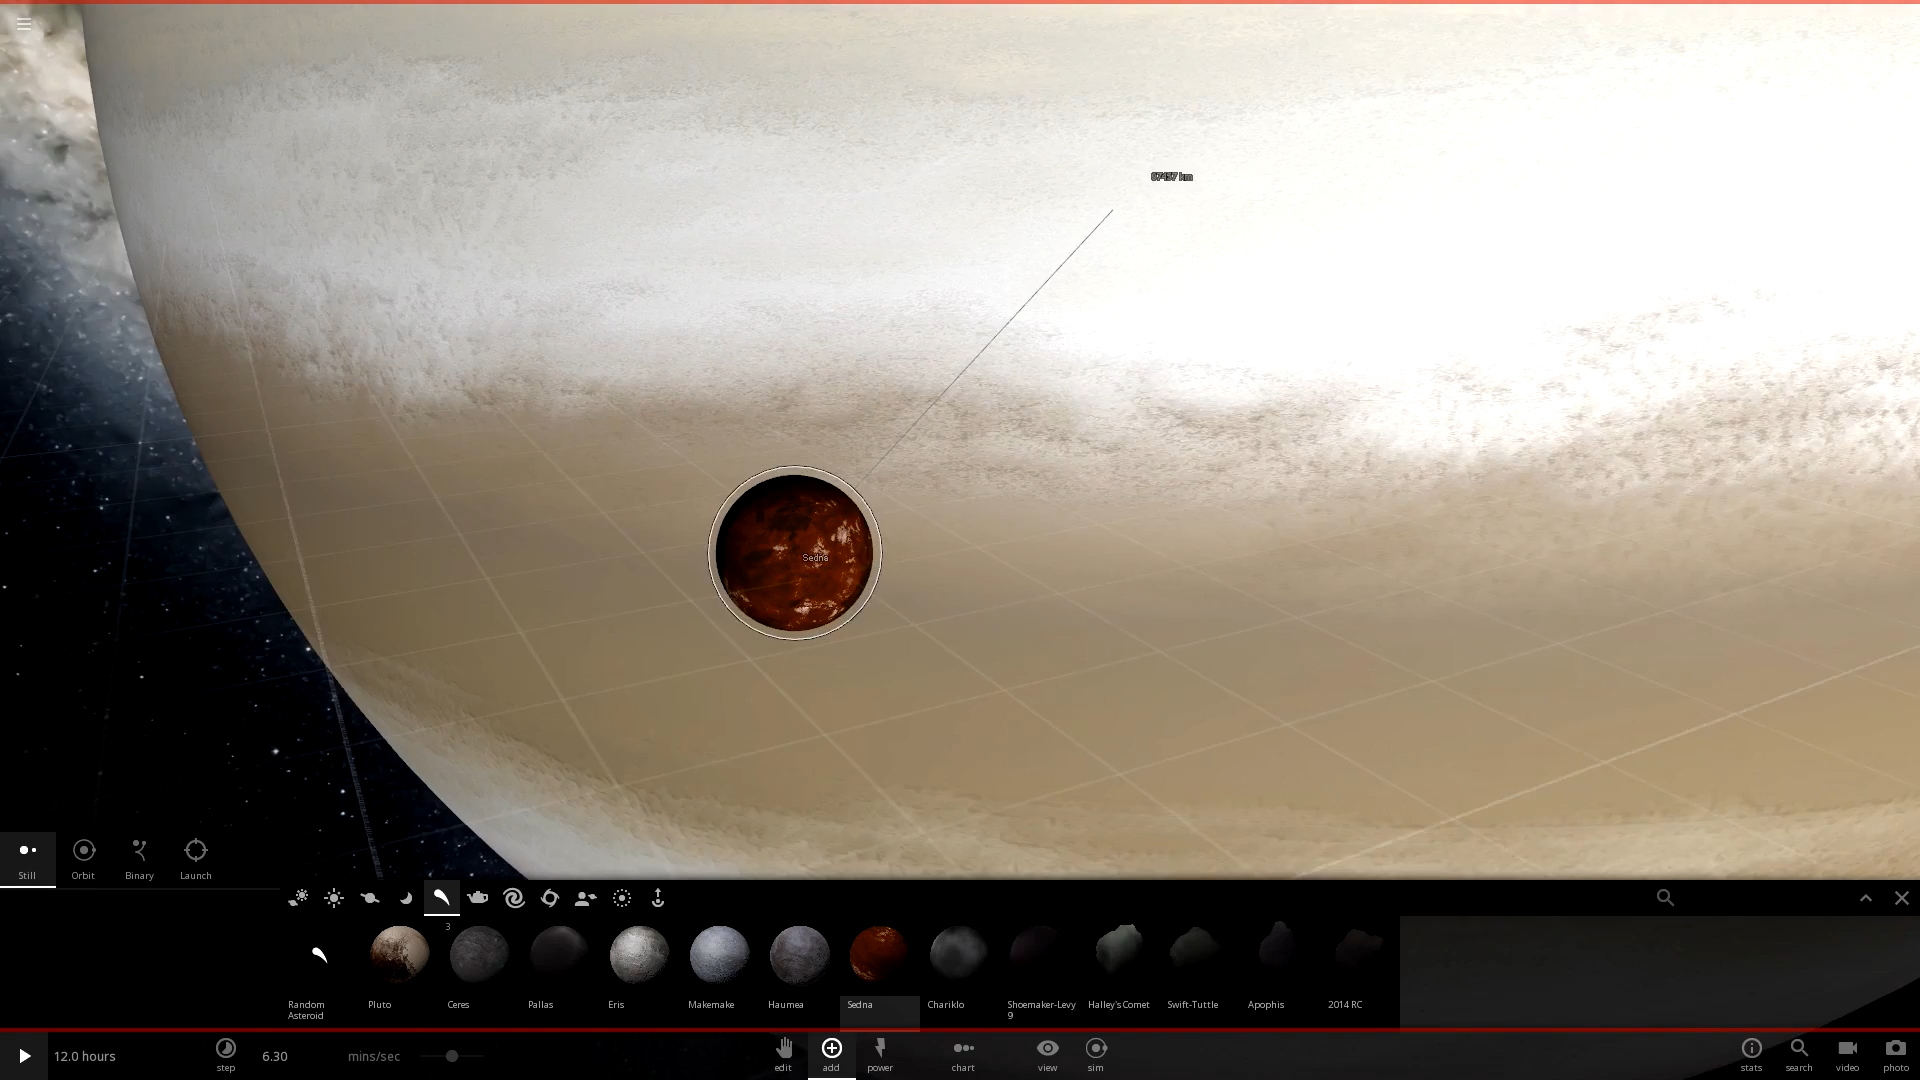 Sedna
Still
Orbit
Binary
Launch
3
Random
Asteroid
Pluto
Ceres
Pallas
Eris
Makemake
Haumea
Sedna
Chariklo
Shoemaker-Levy
9
Halley's Comet
Swift-Tuttle
Apophis
2014 RC
12.0 hours
step
6.30
mins/sec
edit
add
power
chart
view
sim
stats
search
video
photo